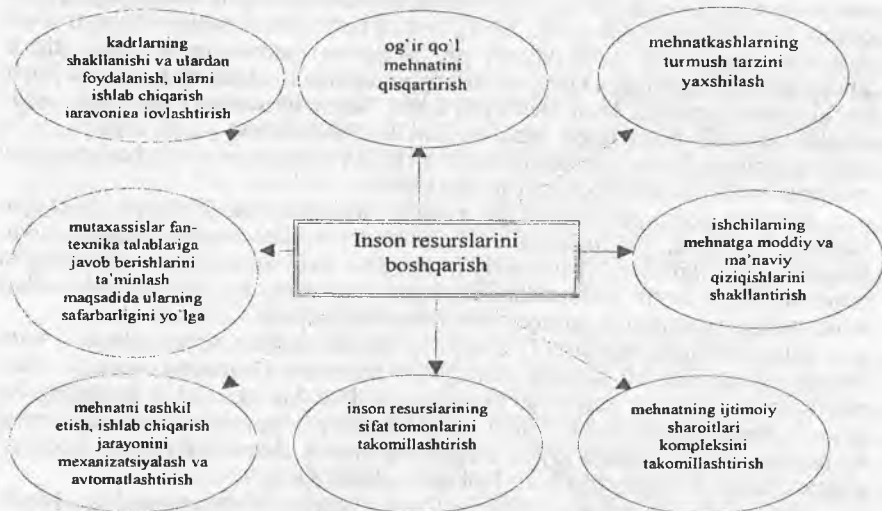 kadrlarning
shakllanishi va ulardan
foydalanish, ularni
ishlab chiqarish
jarayoniga jovlashtirish
og`ir qo`l
mehnatini
qisqartirish
mehnatkashlarning
turmush tarzini
yaxshilash
mutaxassislar fan-
texnika talablariga
javob berishlarini
ta'minlash
maqsadida ularning
safarbarligini yo`lga
Inson resurslarini
boshqarish
ishchilarning
mehnatga moddiy va
ma'naviy
qiziqishlarini
shakllantirish
mehnatni tashkil
etish, ishlab chiqarish
jarayonini
mexanizatsiyalash va
avtomatlashtirish
inson resurslarining
sifat tomonlarini
takomillashtirish
mehnatning ijtimoiy
sharoitlari
kompleksini
takomillashtirish